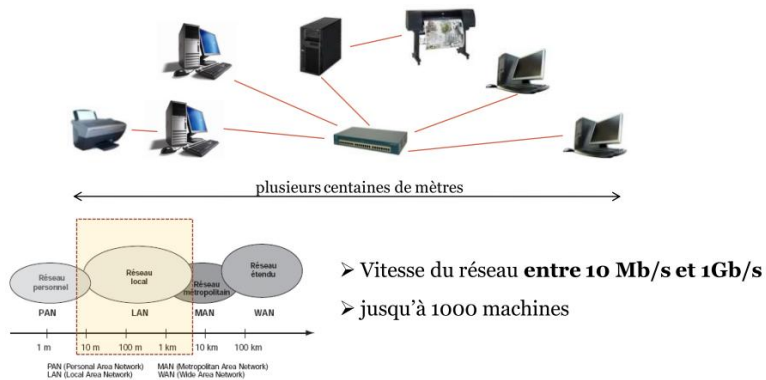 plusieurs centaines de mètres
Réseau personnel
Réseau local
Réseau métropolitain
Réseau étendu
PAN LAN MAN WAN
1 m 10 m 100 m 1 km 10 km 100 km
PAN (Personal Area Network) MAN (Metropolitan Area Network)
LAN (Local Area Network) WAN (Wide Area Network)
➢ Vitesse du réseau entre 10 Mb/s et 1Gb/s
➢ jusqu'à 1000 machines